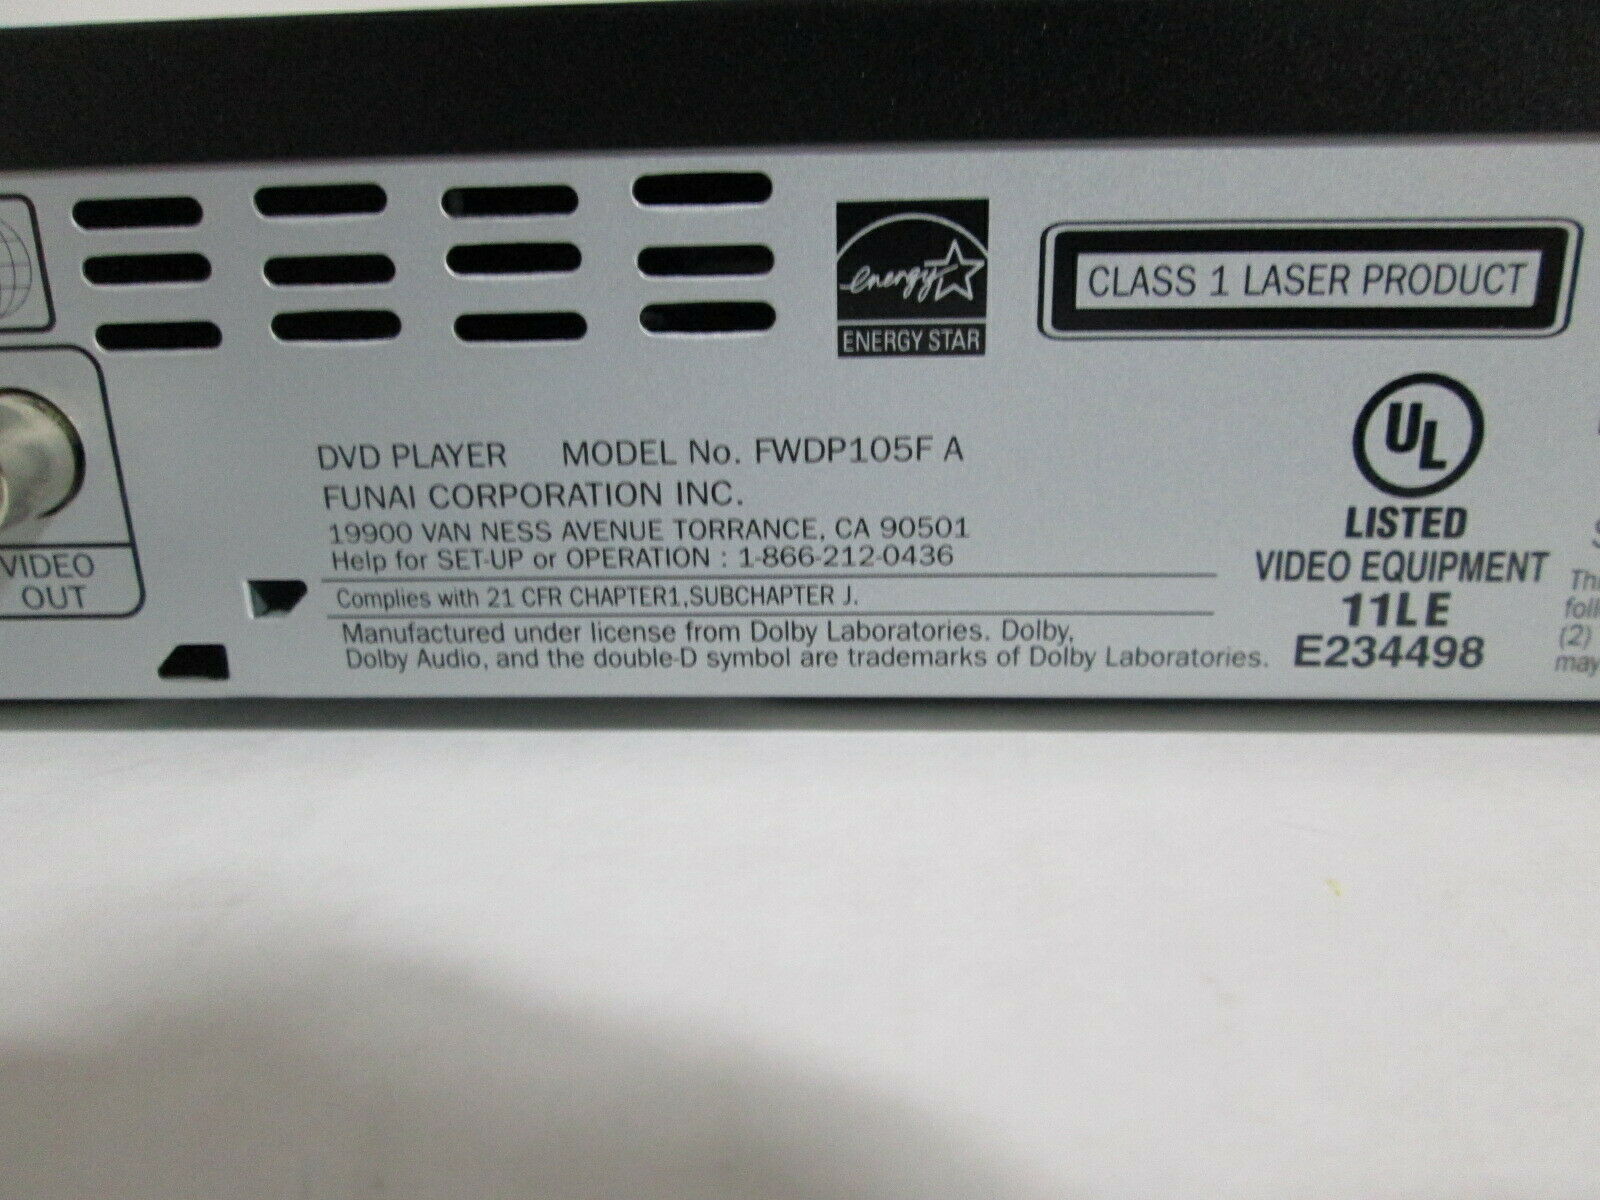 energy
ENERGY STAR
CLASS 1 LASER PRODUCT
DVD PLAYER MODEL No. FWDP105F A
FUNAI CORPORATION INC.
19900 VAN NESS AVENUE TORRANCE, CA 90501
Help for SET-UP or OPERATION : 1-866-212-0436
Complies with 21 CFR CHAPTER1,SUBCHAPTER J.
Manufactured under license from Dolby Laboratories. Dolby,
Dolby Audio, and the double-D symbol are trademarks of Dolby Laboratories.
UL
LISTED
VIDEO EQUIPMENT
11LE
E234498
VIDEO
OUT
(2)
may